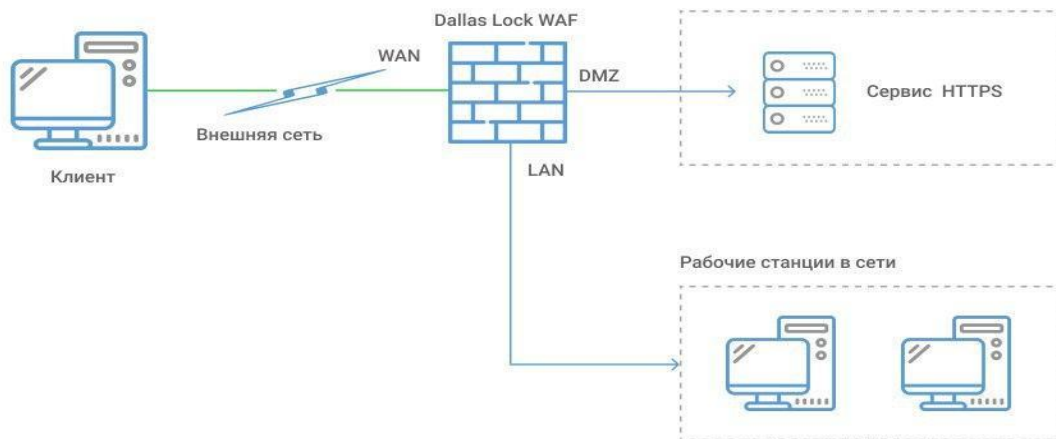 Dallas Lock WAF
WAN
DMZ
Сервис HTTPS
Внешняя сеть
Клиент
LAN
Рабочие станции в сети